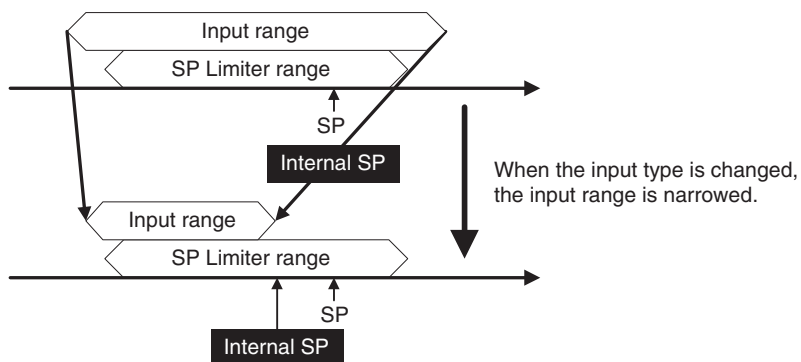 Input range
SP Limiter range
SP
Internal SP
When the input type is changed,
the input range is narrowed.
Input range
SP Limiter range
SP
Internal SP